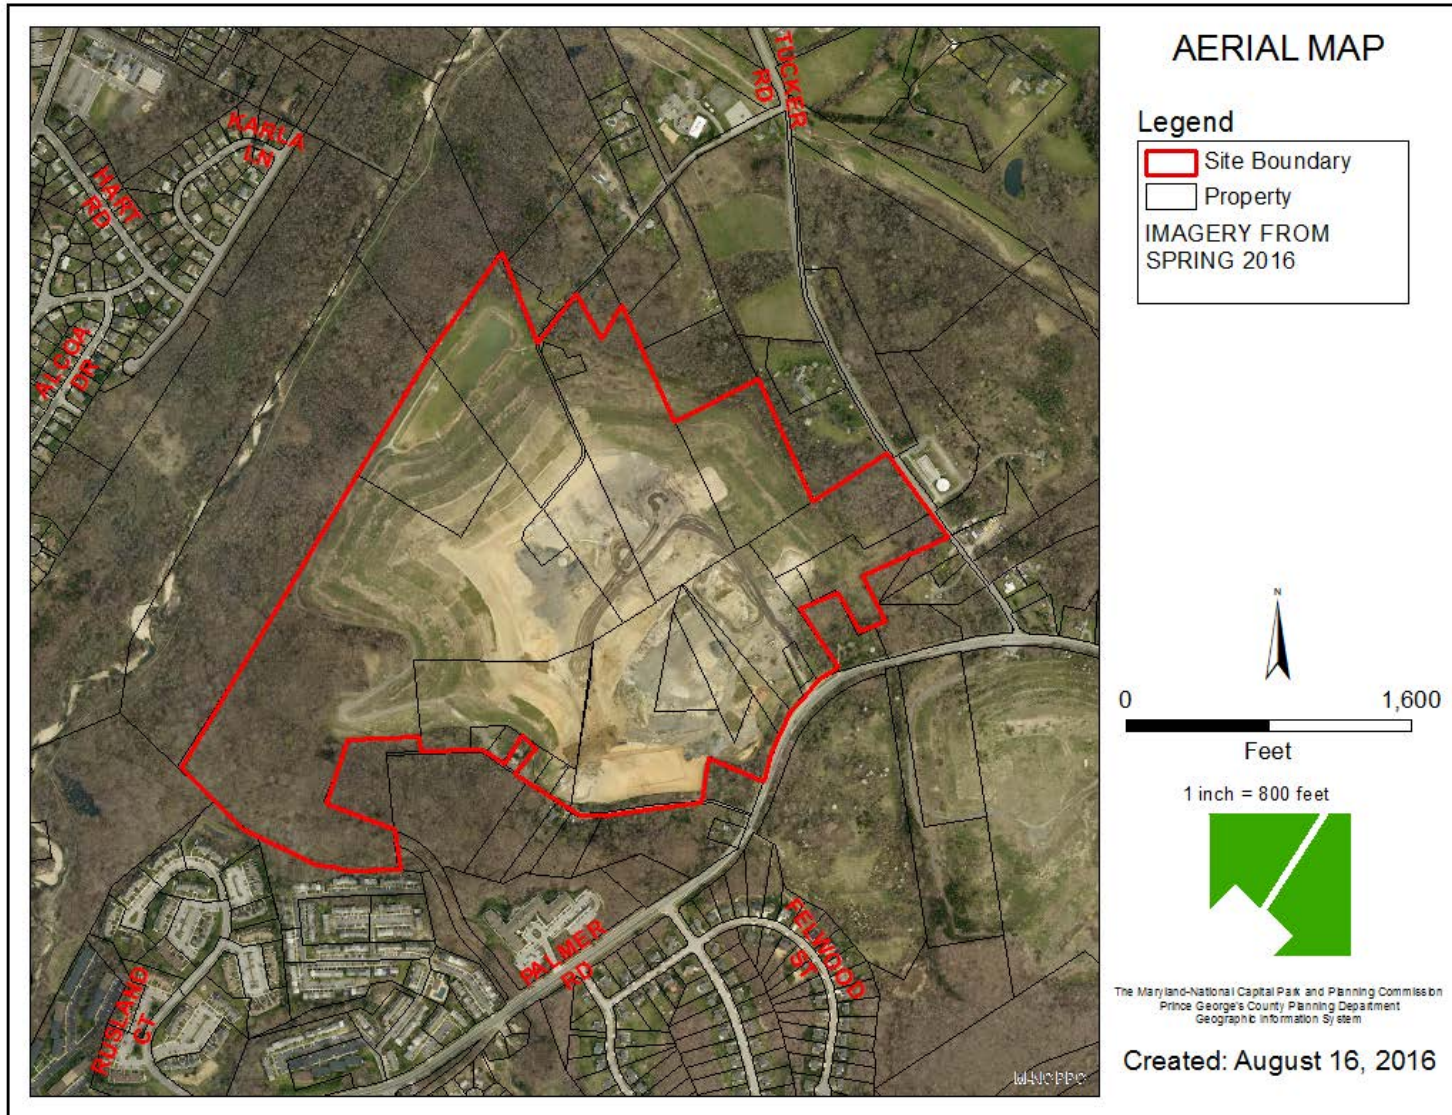 AERIAL MAP
Legend
Site Boundary
Property
IMAGERY FROM
SPRING 2016
TUCKER
RD
KARLA
LN
HART
RD
ALCOA
DR
PALMER
RD
FELWOOD
ST
RUSLAND
CT
M-NCPPC
N
0 1,600
Feet
1 inch = 800 feet
The Maryland-National Capital Park and Planning Commission
Prince George's County Planning Department
Geographic Information System
Created: August 16, 2016